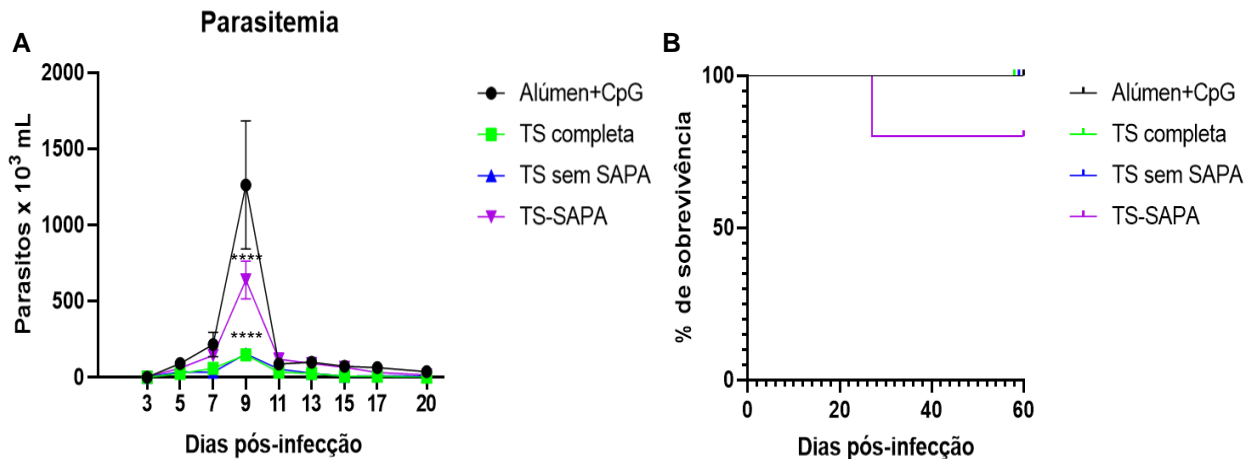 Parasitemia
A
2000
1500
1000
500
0
Parasitos x 10³ mL
****
****
3 5 7 9 11 13 15 17 20
Dias pós-infecção
Alúmen+CpG
TS completa
TS sem SAPA
TS-SAPA
B
100
50
0
% de sobrevivência
0 20 40 60
Dias pós-infecção
Alúmen+CpG
TS completa
TS sem SAPA
TS-SAPA